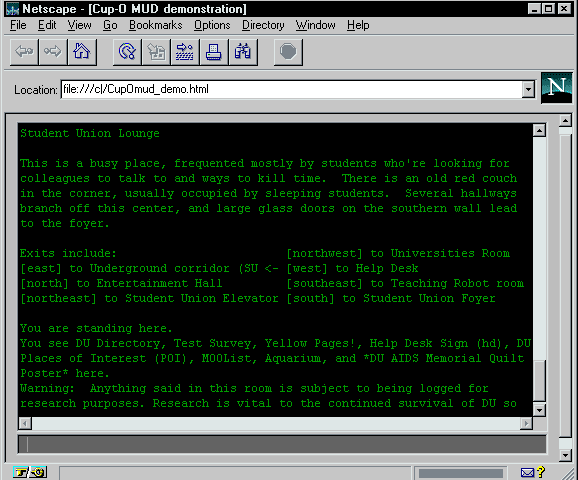 Netscape - [Cup-O MUD demonstration]
File Edit View Go Bookmarks Options Directory Window Help
Location: file:///c|/CupOmud_demo.html
N
Student Union Lounge
This is a busy place, frequented mostly by students who're looking for
colleagues to talk to and ways to kill time.  There is an old red couch
in the corner, usually occupied by sleeping students.  Several hallways
branch off this center, and large glass doors on the southern wall lead
to the foyer.
Exits include: [northwest] to Universities Room
[east] to Underground corridor (SU <- [west] to Help Desk
[north] to Entertainment Hall [southeast] to Teaching Robot room
[northeast] to Student Union Elevator [south] to Student Union Foyer
You are standing here.
You see DU Directory, Test Survey, Yellow Pages!, Help Desk Sign (hd), DU
Places of Interest (POI), MOOList, Aquarium, and *DU AIDS Memorial Quilt
Poster* here.
Warning:  Anything said in this room is subject to being logged for
research purposes. Research is vital to the continued survival of DU so